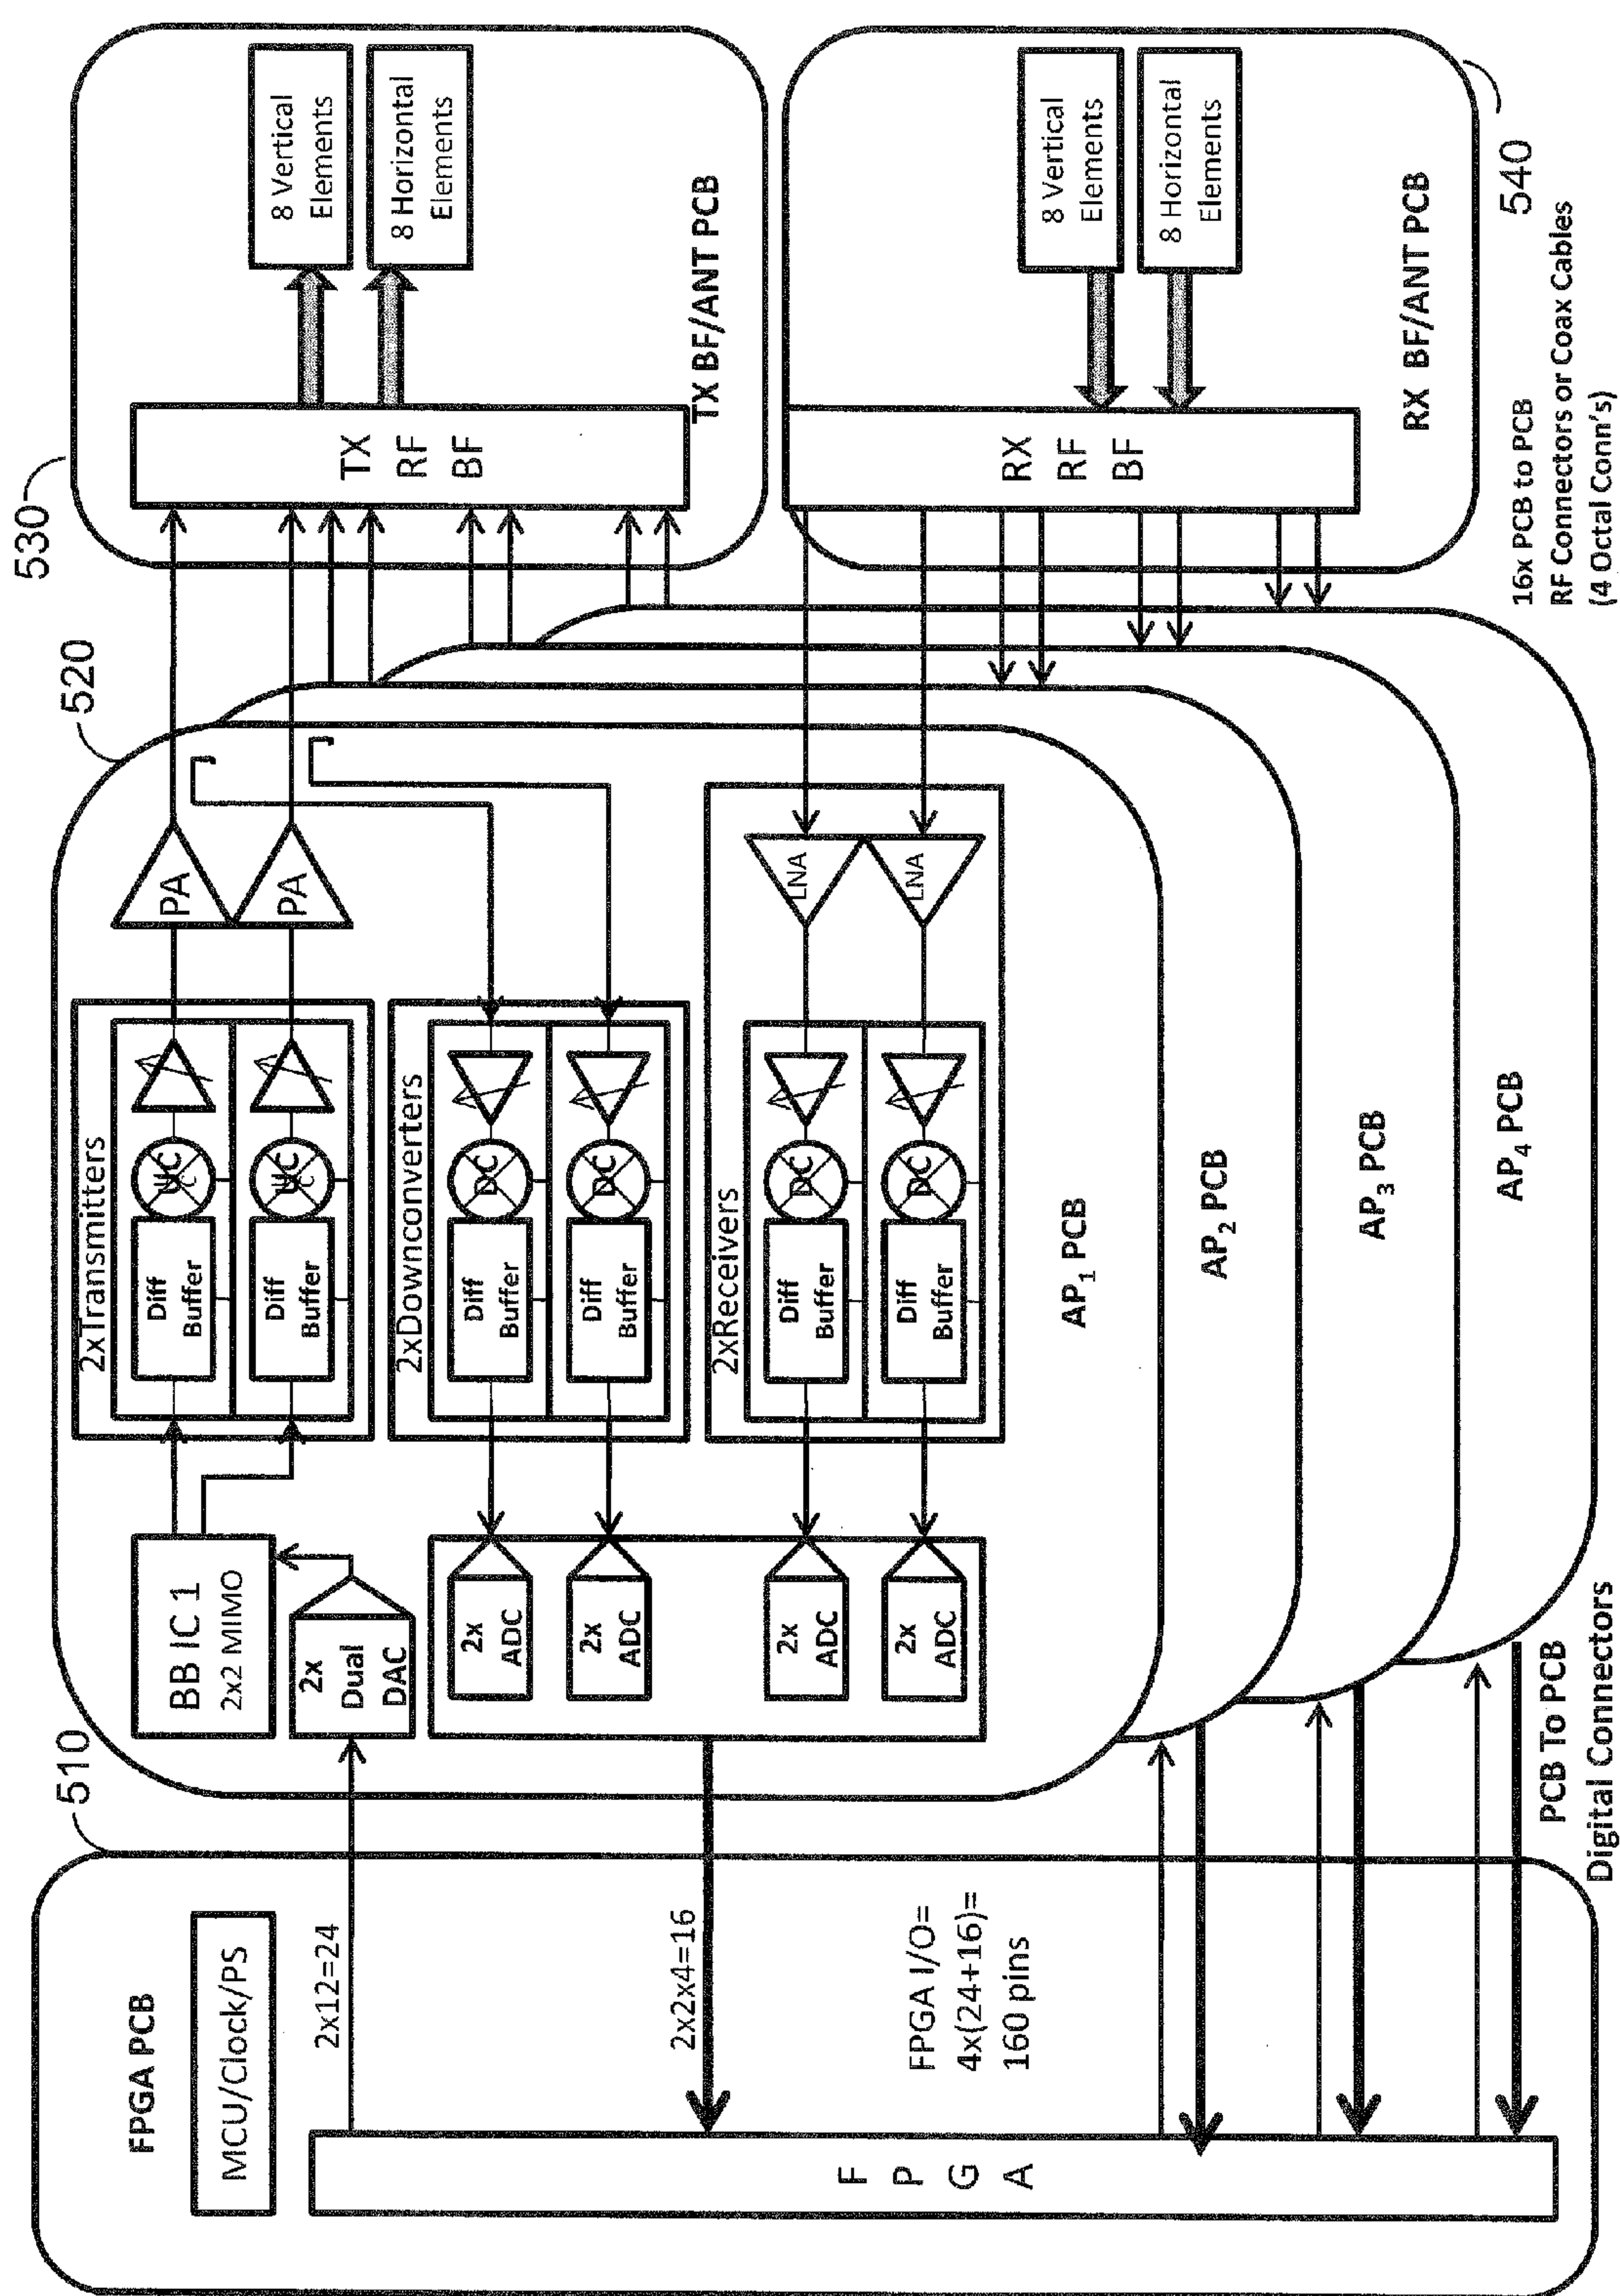 510
520
530
540
FPGA PCB
MCU/Clock/PS
F
P
G
A
2x12=24
2x2x4=16
FPGA I/O=
4x(24+16)=
160 pins
BB IC 1
2x2 MIMO
2x
Dual
DAC
2x
ADC
2x
ADC
2x
ADC
2x
ADC
2xTransmitters
Diff
Buffer
Diff
Buffer
2xDownconverters
Diff
Buffer
DC
Diff
Buffer
DC
2xReceivers
Diff
Buffer
DC
Diff
Buffer
DC
PA
PA
LNA
LNA
AP1 PCB
AP2 PCB
AP3 PCB
AP4 PCB
PCB To PCB
Digital Connectors
TX
RF
BF
8 Vertical
Elements
8 Horizontal
Elements
TX BF/ANT PCB
RX
RF
BF
8 Vertical
Elements
8 Horizontal
Elements
RX BF/ANT PCB
16x PCB to PCB
RF Connectors or Coax Cables
(4 Octal Conn's)